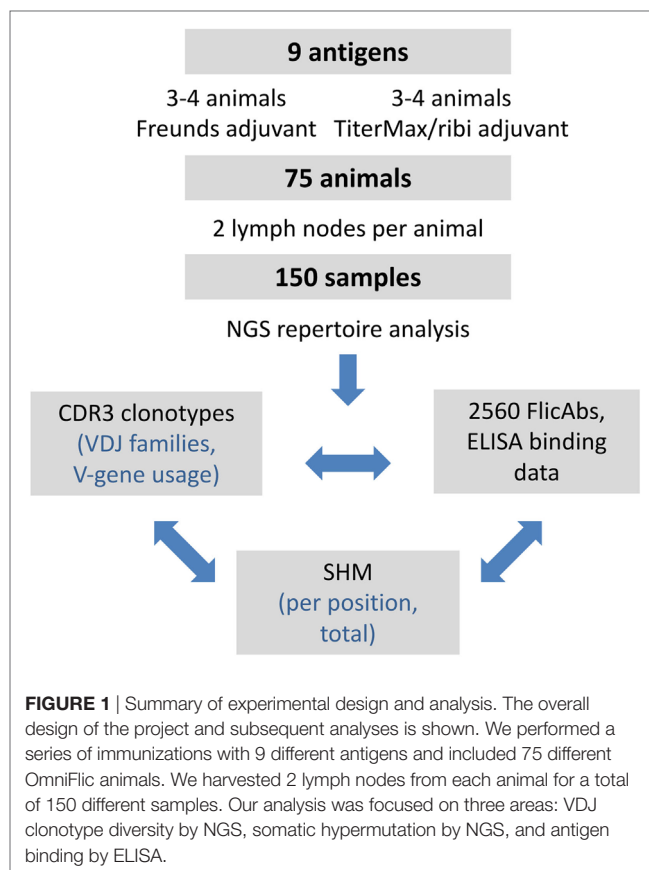 9 antigens
3-4 animals 3-4 animals
Freunds adjuvant TiterMax/ribi adjuvant
75 animals
2 lymph nodes per animal
150 samples
NGS repertoire analysis
CDR3 clonotypes
(VDJ families,
V-gene usage)
2560 FlicAbs,
ELISA binding
data
SHM
(per position,
total)
FIGURE 1 | Summary of experimental design and analysis. The overall
design of the project and subsequent analyses is shown. We performed a
series of immunizations with 9 different antigens and included 75 different
OmniFlic animals. We harvested 2 lymph nodes from each animal for a total
of 150 different samples. Our analysis was focused on three areas: VDJ
clonotype diversity by NGS, somatic hypermutation by NGS, and antigen
binding by ELISA.